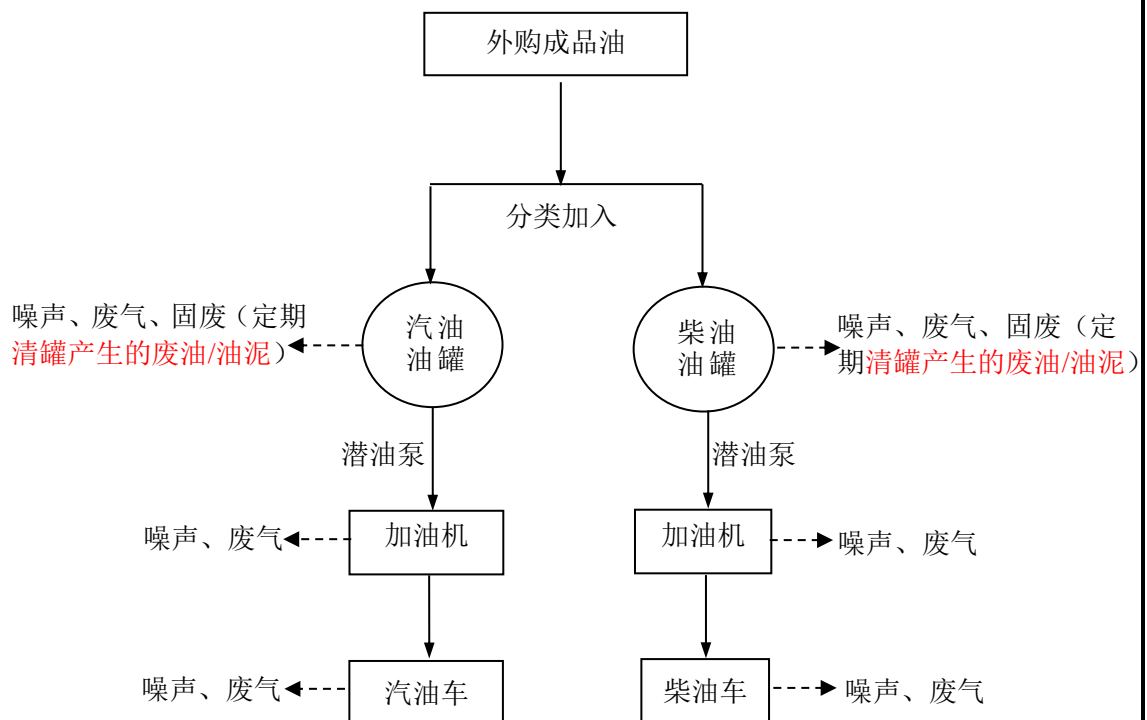 外购成品油
分类加入
噪声、废气、固废（定期
清罐产生的废油/油泥）
汽油
油罐
柴油
油罐
噪声、废气、固废（定
期清罐产生的废油/油泥）
潜油泵
潜油泵
噪声、废气
加油机
加油机
噪声、废气
噪声、废气
汽油车
柴油车
噪声、废气